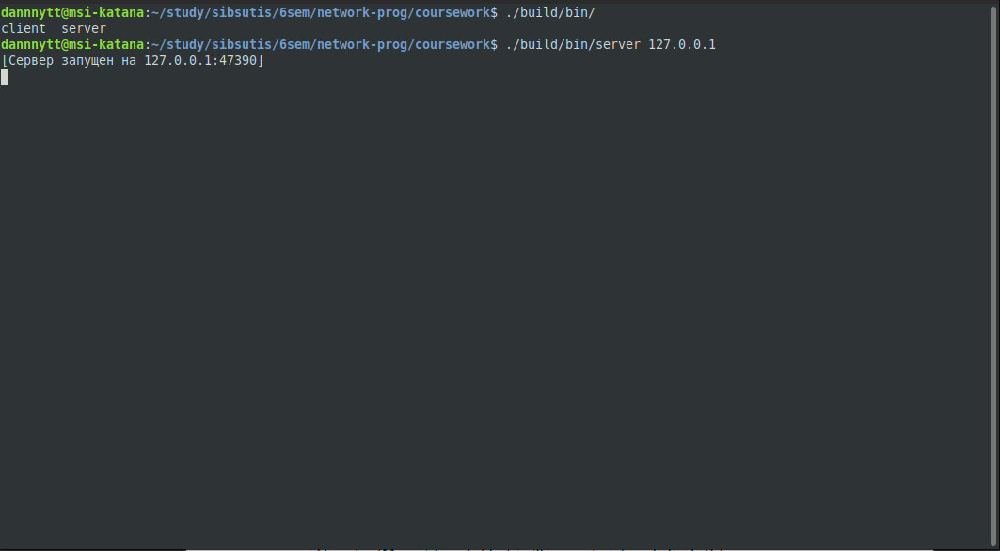 dannnytt@msi-katana:~/study/sibsutis/6sem/network-prog/coursework$ ./build/bin/
client  server
dannnytt@msi-katana:~/study/sibsutis/6sem/network-prog/coursework$ ./build/bin/server 127.0.0.1
[Сервер запущен на 127.0.0.1:47390]